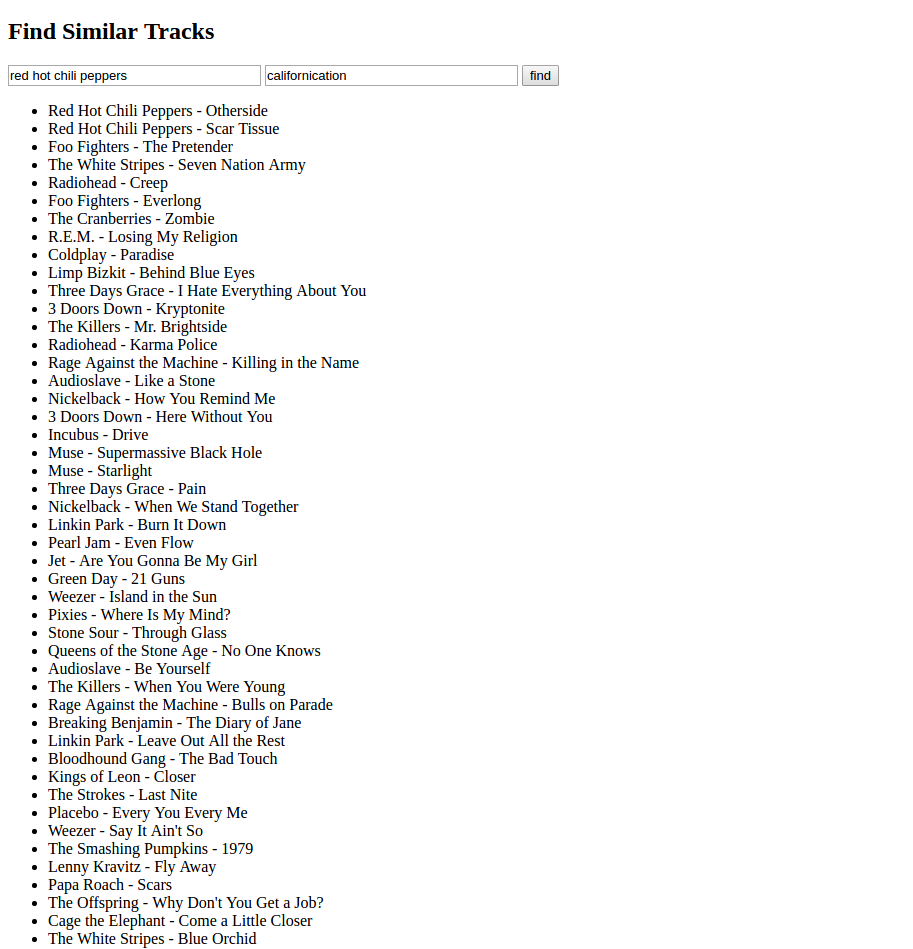 Find Similar Tracks
red hot chili peppers californication find
Red Hot Chili Peppers - Otherside
Red Hot Chili Peppers - Scar Tissue
Foo Fighters - The Pretender
The White Stripes - Seven Nation Army
Radiohead - Creep
Foo Fighters - Everlong
The Cranberries - Zombie
R.E.M. - Losing My Religion
Coldplay - Paradise
Limp Bizkit - Behind Blue Eyes
Three Days Grace - I Hate Everything About You
3 Doors Down - Kryptonite
The Killers - Mr. Brightside
Radiohead - Karma Police
Rage Against the Machine - Killing in the Name
Audioslave - Like a Stone
Nickelback - How You Remind Me
3 Doors Down - Here Without You
Incubus - Drive
Muse - Supermassive Black Hole
Muse - Starlight
Three Days Grace - Pain
Nickelback - When We Stand Together
Linkin Park - Burn It Down
Pearl Jam - Even Flow
Jet - Are You Gonna Be My Girl
Green Day - 21 Guns
Weezer - Island in the Sun
Pixies - Where Is My Mind?
Stone Sour - Through Glass
Queens of the Stone Age - No One Knows
Audioslave - Be Yourself
The Killers - When You Were Young
Rage Against the Machine - Bulls on Parade
Breaking Benjamin - The Diary of Jane
Linkin Park - Leave Out All the Rest
Bloodhound Gang - The Bad Touch
Kings of Leon - Closer
The Strokes - Last Nite
Placebo - Every You Every Me
Weezer - Say It Ain't So
The Smashing Pumpkins - 1979
Lenny Kravitz - Fly Away
Papa Roach - Scars
The Offspring - Why Don't You Get a Job?
Cage the Elephant - Come a Little Closer
The White Stripes - Blue Orchid